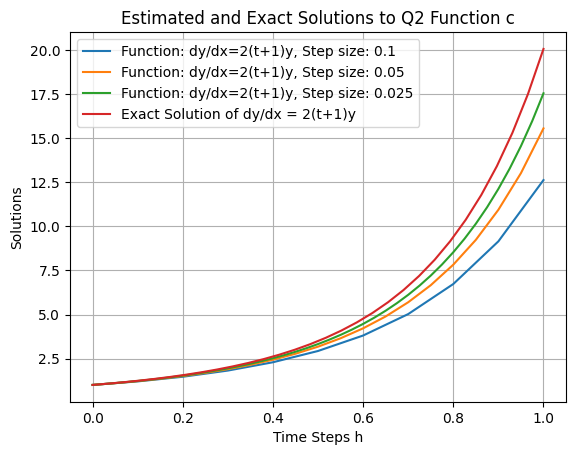 Estimated and Exact Solutions to Q2 Function c
Function: dy/dx=2(t+1)y, Step size: 0.1
Function: dy/dx=2(t+1)y, Step size: 0.05
Function: dy/dx=2(t+1)y, Step size: 0.025
Exact Solution of dy/dx = 2(t+1)y
Solutions
20.0
17.5
15.0
12.5
10.0
7.5
5.0
2.5
0.0 0.2 0.4 0.6 0.8 1.0
Time Steps h